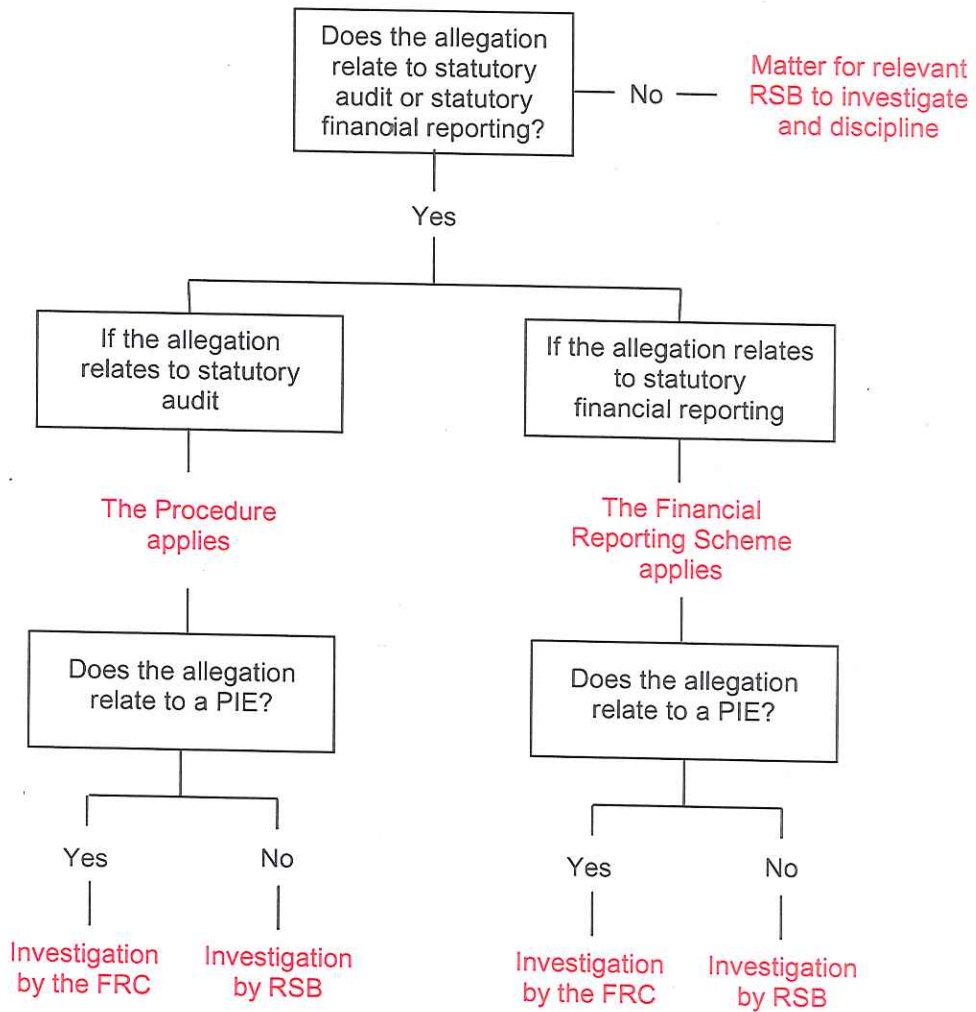 Does the allegation
relate to statutory
audit or statutory
financial reporting?
No
Matter for relevant
RSB to investigate
and discipline
Yes
If the allegation
relates to statutory
audit
If the allegation relates
to statutory
financial reporting
The Procedure
applies
The Financial
Reporting Scheme
applies
Does the allegation
relate to a PIE?
Does the allegation
relate to a PIE?
Yes
No
Yes
No
Investigation
by the FRC
Investigation
by RSB
Investigation
by the FRC
Investigation
by RSB